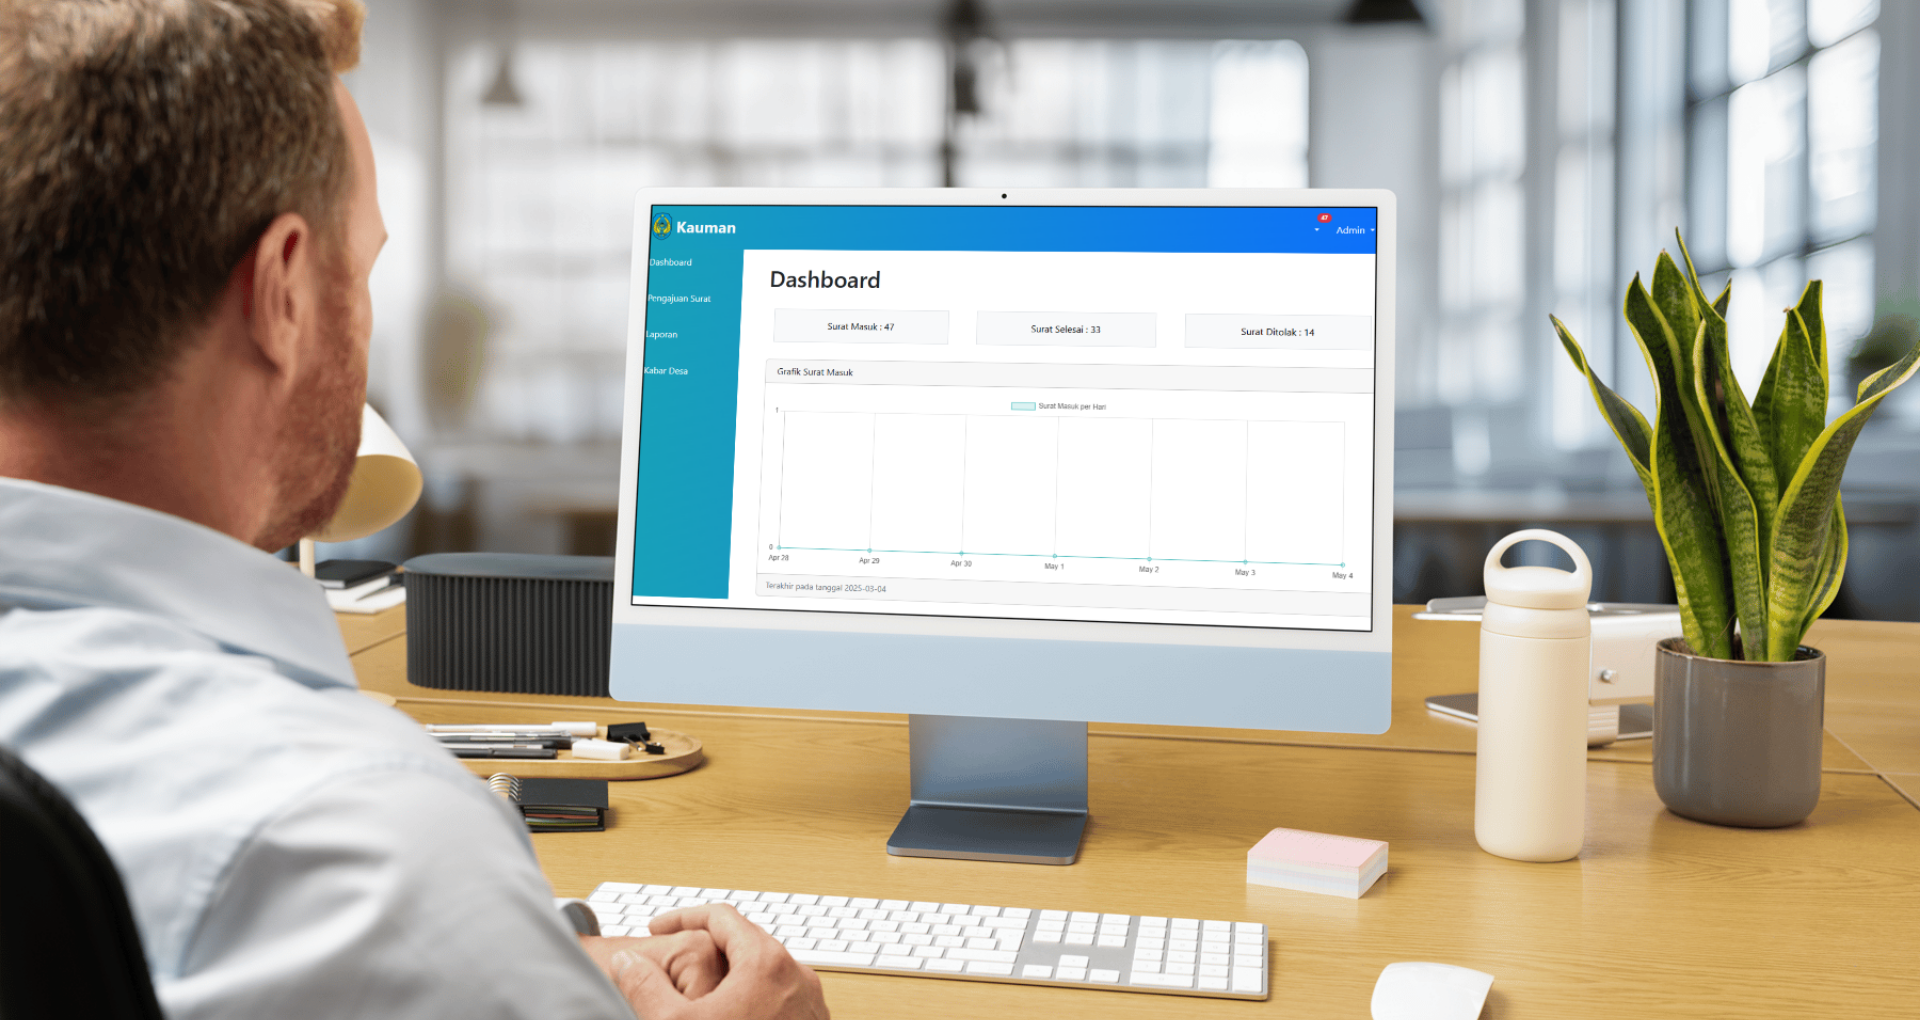 Kauman
47
Admin
Dashboard
Pengajuan Surat
Laporan
Kabar Desa
Dashboard
Surat Masuk : 47
Surat Selesai : 33
Surat Ditolak : 14
Grafik Surat Masuk
Surat Masuk per Hari
1
0
Apr 28
Apr 29
Apr 30
May 1
May 2
May 3
May 4
Terakhir pada tanggal 2025-03-04